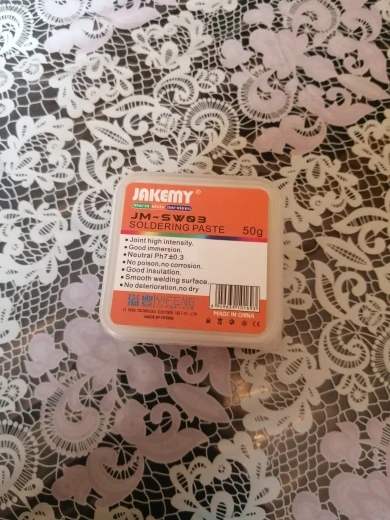 JAKEMY®
JM-SW03
SOLDERING PASTE 50g
• Joint high intensity.
• Good immersion.
• Neutral Ph7±0.3
• No poison,no corrosion.
• Good insulation.
• Smooth welding surface.
• No deterioration,no dry
YIFENG
MADE IN CHINA